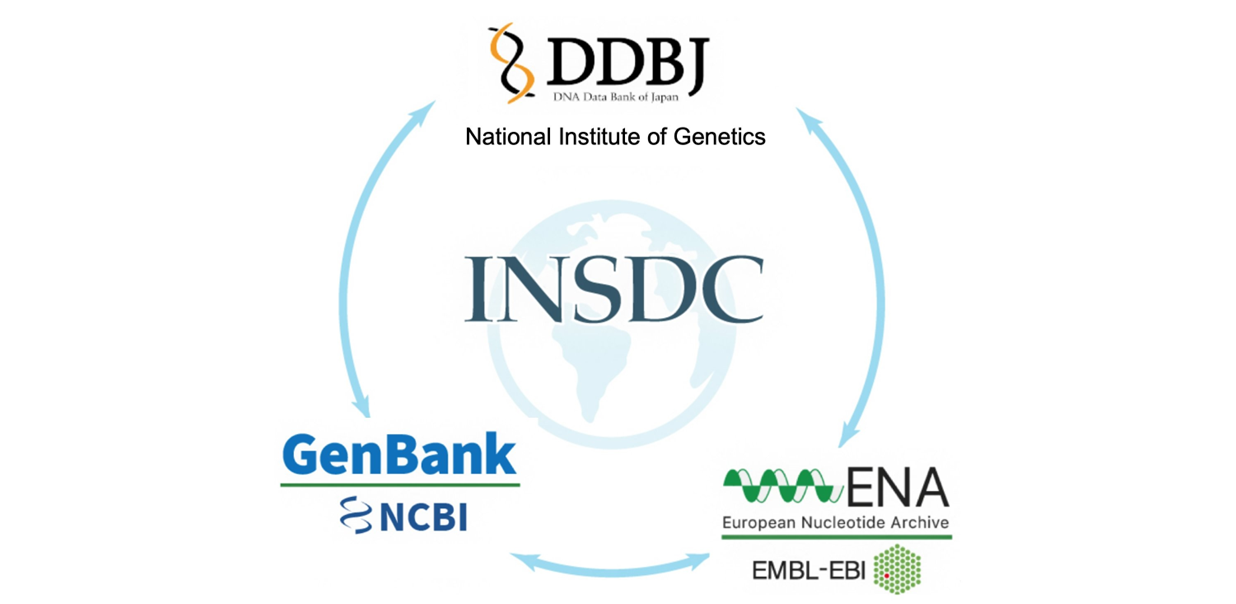 DDBJ
DNA Data Bank of Japan
National Institute of Genetics
INSDC
GenBank
NCBI
ENA
European Nucleotide Archive
EMBL-EBI